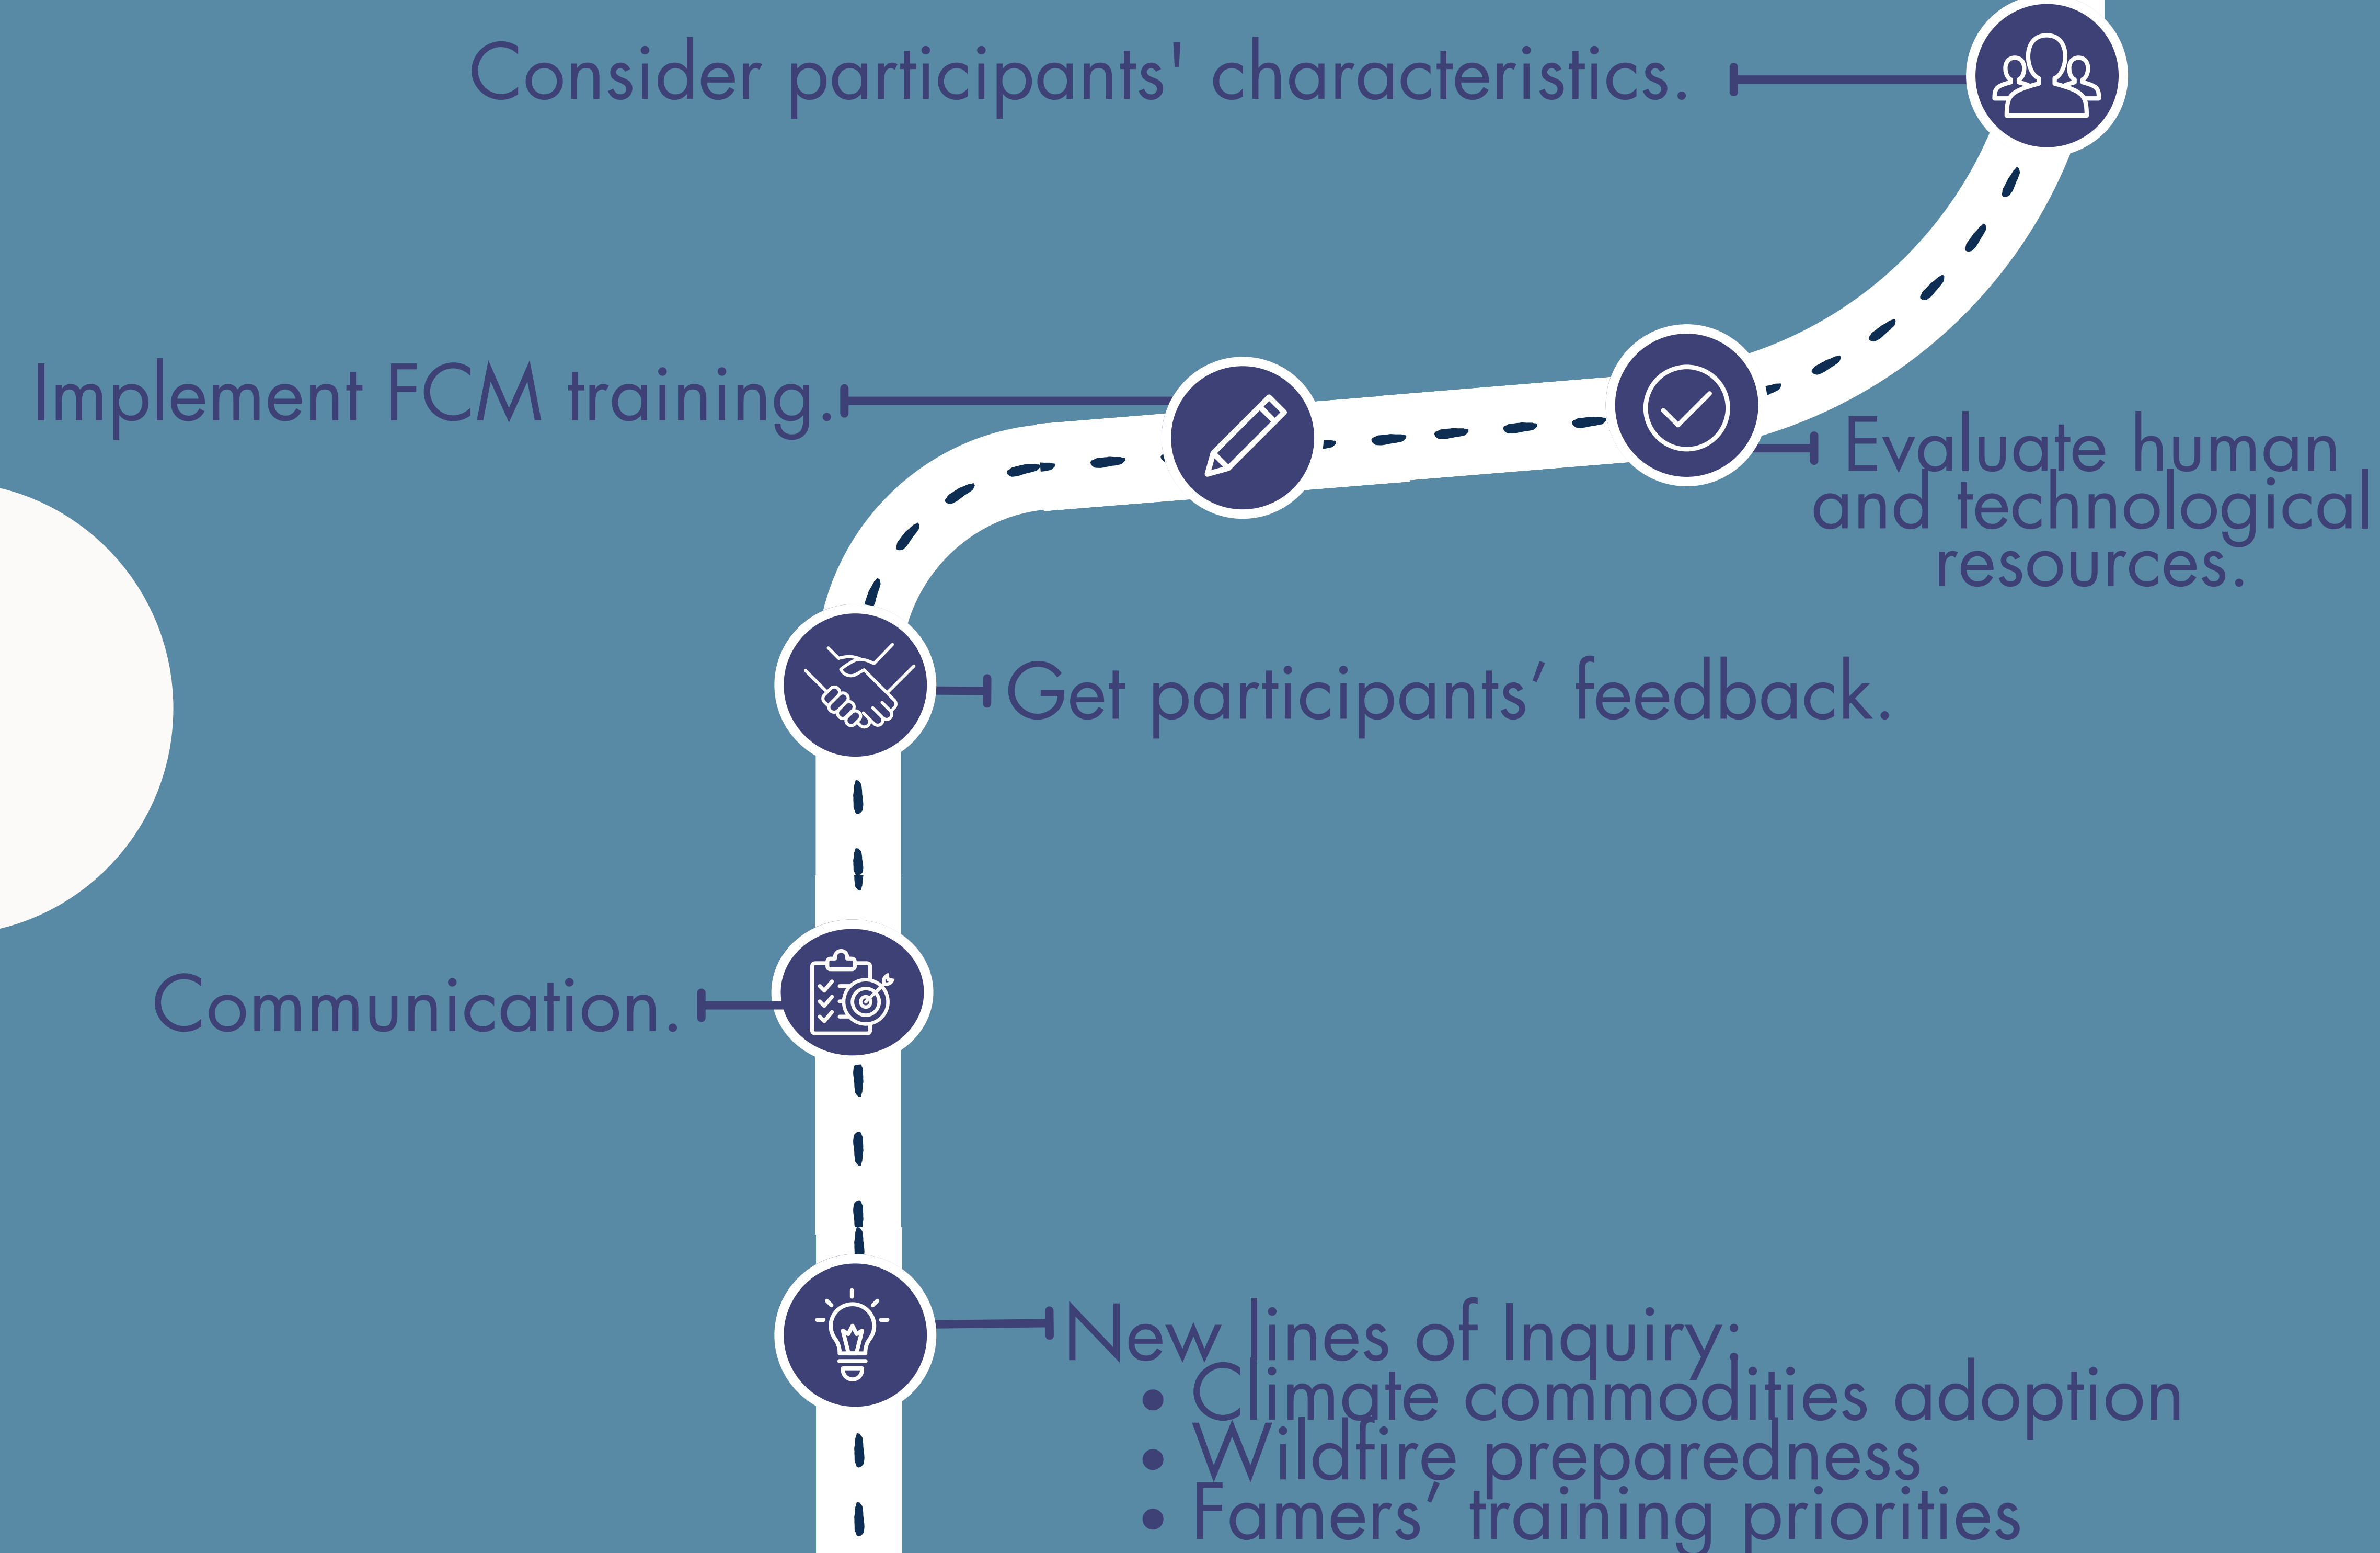 Consider participants' characteristics.
Implement FCM training.
Evaluate human
and technological
resources.
Get participants’ feedback.
Communication.
New lines of Inquiry:
• Climate commodities adoption
• Wildfire preparedness
• Famers’ training priorities